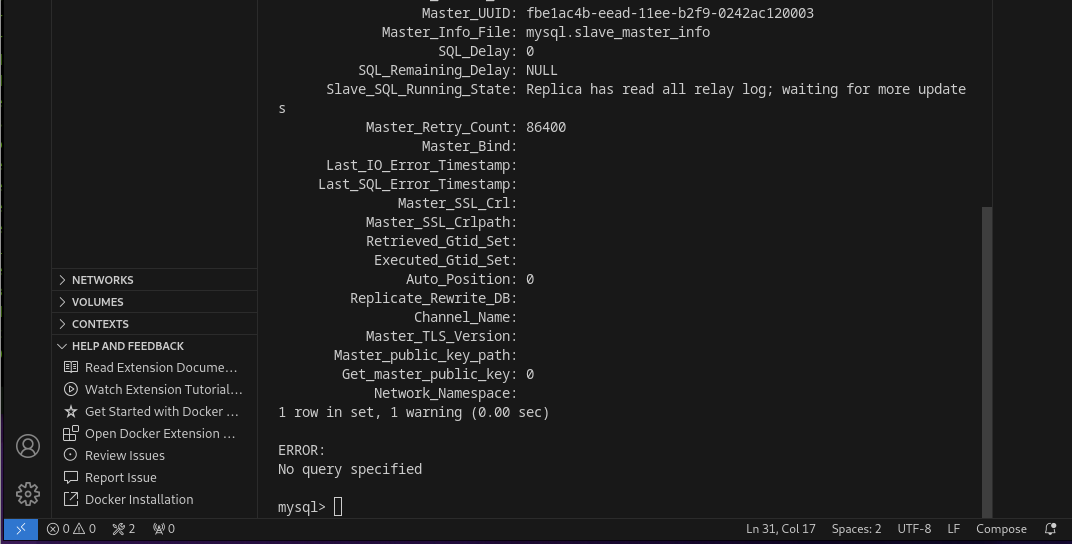 Master_UUID: fbe1ac4b-eead-11ee-b2f9-0242ac120003
Master_Info_File: mysql.slave_master_info
SQL_Delay: 0
SQL_Remaining_Delay: NULL
Slave_SQL_Running_State: Replica has read all relay log; waiting for more update
s
Master_Retry_Count: 86400
Master_Bind:
Last_IO_Error_Timestamp:
Last_SQL_Error_Timestamp:
Master_SSL_Crl:
Master_SSL_Crlpath:
Retrieved_Gtid_Set:
Executed_Gtid_Set:
Auto_Position: 0
Replicate_Rewrite_DB:
Channel_Name:
Master_TLS_Version:
Master_public_key_path:
Get_master_public_key: 0
Network_Namespace:
1 row in set, 1 warning (0.00 sec)
ERROR:
No query specified
mysql>
NETWORKS
VOLUMES
CONTEXTS
HELP AND FEEDBACK
Read Extension Docume...
Watch Extension Tutorial...
Get Started with Docker ...
Open Docker Extension ...
Review Issues
Report Issue
Docker Installation
0 0 2 0 Ln 31, Col 17 Spaces: 2 UTF-8 LF Compose